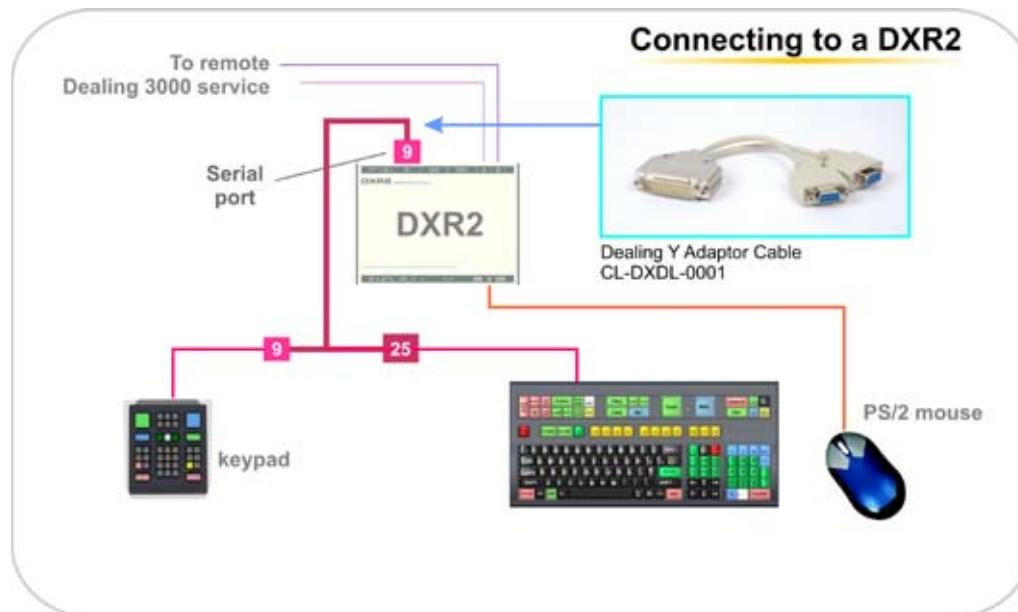 Connecting to a DXR2
To remote
Dealing 3000 service
9
Serial
port
DXR2
Dealing Y Adaptor Cable
CL-DXDL-0001
9
25
keypad
PS/2 mouse